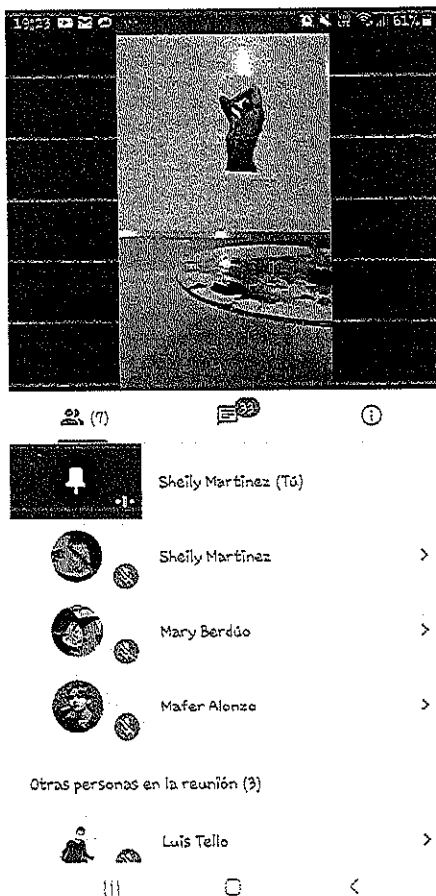 19:23 61%
(7) 32
Sheily Martinez (Tú)
Sheily Martinez
Mary Berdúo
Mafer Alonzo
Otras personas en la reunión (3)
Luis Tello